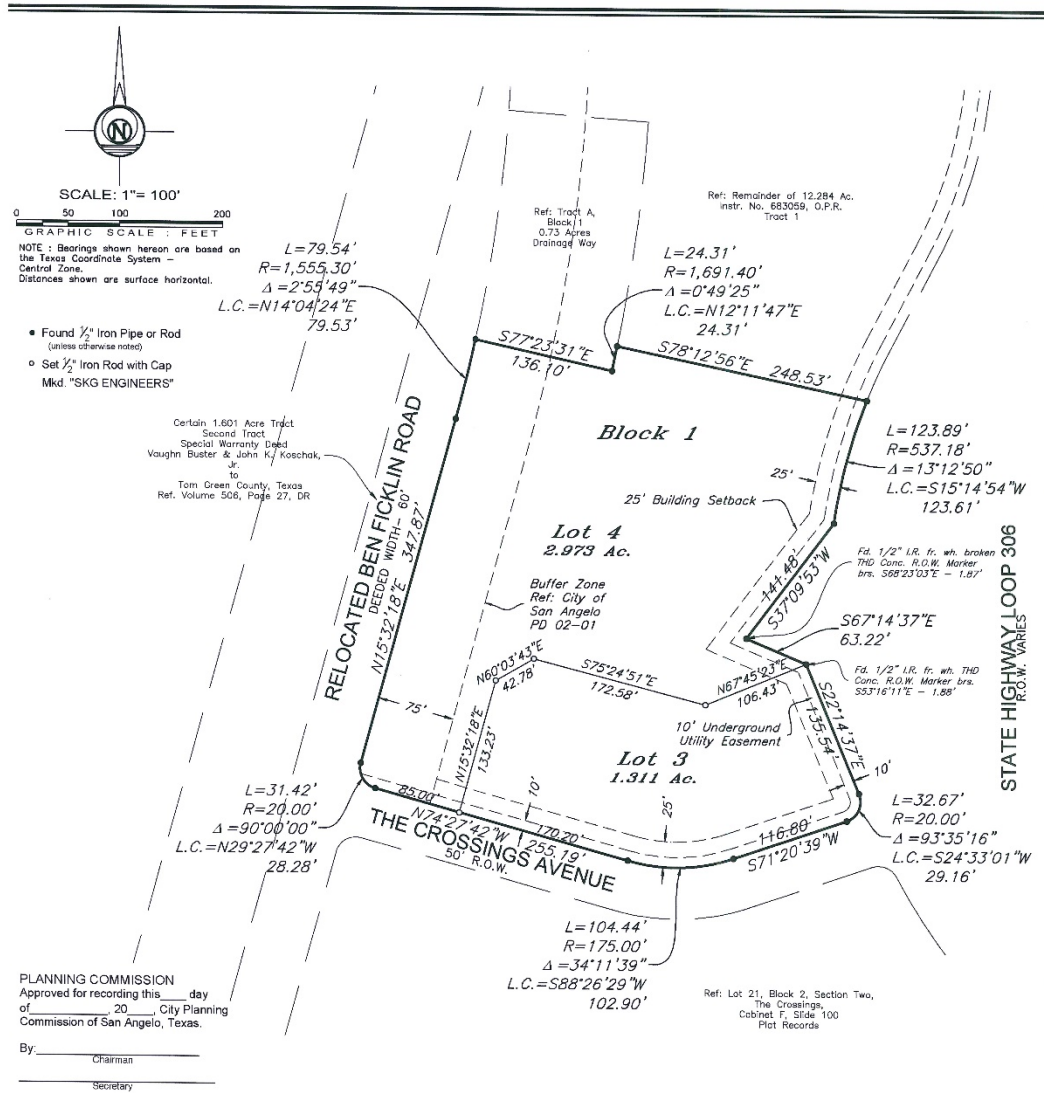 N
SCALE: 1"= 100'
0 50 100 200
GRAPHIC SCALE : FEET
NOTE : Bearings shown hereon are based on
the Texas Coordinate System –
Central Zone.
Distances shown are surface horizontal.
● Found ½" Iron Pipe or Rod
(unless otherwise noted)
○ Set ½" Iron Rod with Cap
Mkd. "SKG ENGINEERS"
L=79.54'
R=1,555.30'
Δ=2°55'49"
L.C.=N14°04'24"E
79.53'
Ref: Tract A,
Block 1
0.73 Acres
Drainage Way
Ref: Remainder of 12.284 Ac.
Instr. No. 683059, O.P.R.
Tract 1
L=24.31'
R=1,691.40'
Δ=0°49'25"
L.C.=N12°11'47"E
24.31'
S77°23'31"E
136.10'
S78°12'56"E
248.53'
Certain 1.601 Acre Tract
Second Tract
Special Warranty Deed
Vaughn Buster & John K. Koschak,
Jr.
to
Tom Green County, Texas
Ref. Volume 506, Page 27, DR
RELOCATED BEN FICKLIN ROAD
DEEDED WIDTH– 60'
N15°32'18"E 347.87'
Block 1
L=123.89'
R=537.18'
Δ=13°12'50"
L.C.=S15°14'54"W
123.61'
25'
25' Building Setback
Lot 4
2.973 Ac.
141.48'
S37°09'53"W
Fd. 1/2" I.R. fr. wh. broken
THD Conc. R.O.W. Marker
brs. S68°23'03"E – 1.87'
STATE HIGHWAY LOOP 306
R.O.W. VARIES
Buffer Zone
Ref: City of
San Angelo
PD 02-01
S67°14'37"E
63.22'
N60°03'43"E
42.78'
S75°24'51"E
172.58'
N67°45'23"E
106.43'
Fd. 1/2" I.R. fr. wh. THD
Conc. R.O.W. Marker brs.
S53°16'11"E – 1.88'
75'
N15°32'18"E
133.23'
10' Underground
Utility Easement
S22°14'37"E
135.54'
Lot 3
1.311 Ac.
10'
L=31.42'
R=20.00'
Δ=90°00'00"
L.C.=N29°27'42"W
28.28'
85.00'
10'
25'
N74°27'42"W
170.20'
255.19'
THE CROSSINGS AVENUE
50' R.O.W.
116.80'
S71°20'39"W
L=32.67'
R=20.00'
Δ=93°35'16"
L.C.=S24°33'01"W
29.16'
L=104.44'
R=175.00'
Δ=34°11'39"
L.C.=S88°26'29"W
102.90'
PLANNING COMMISSION
Approved for recording this____ day
of__________, 20____, City Planning
Commission of San Angelo, Texas.
By:____________________
Chairman
____________________
Secretary
Ref: Lot 21, Block 2, Section Two,
The Crossings,
Cabinet F, Slide 100
Plat Records